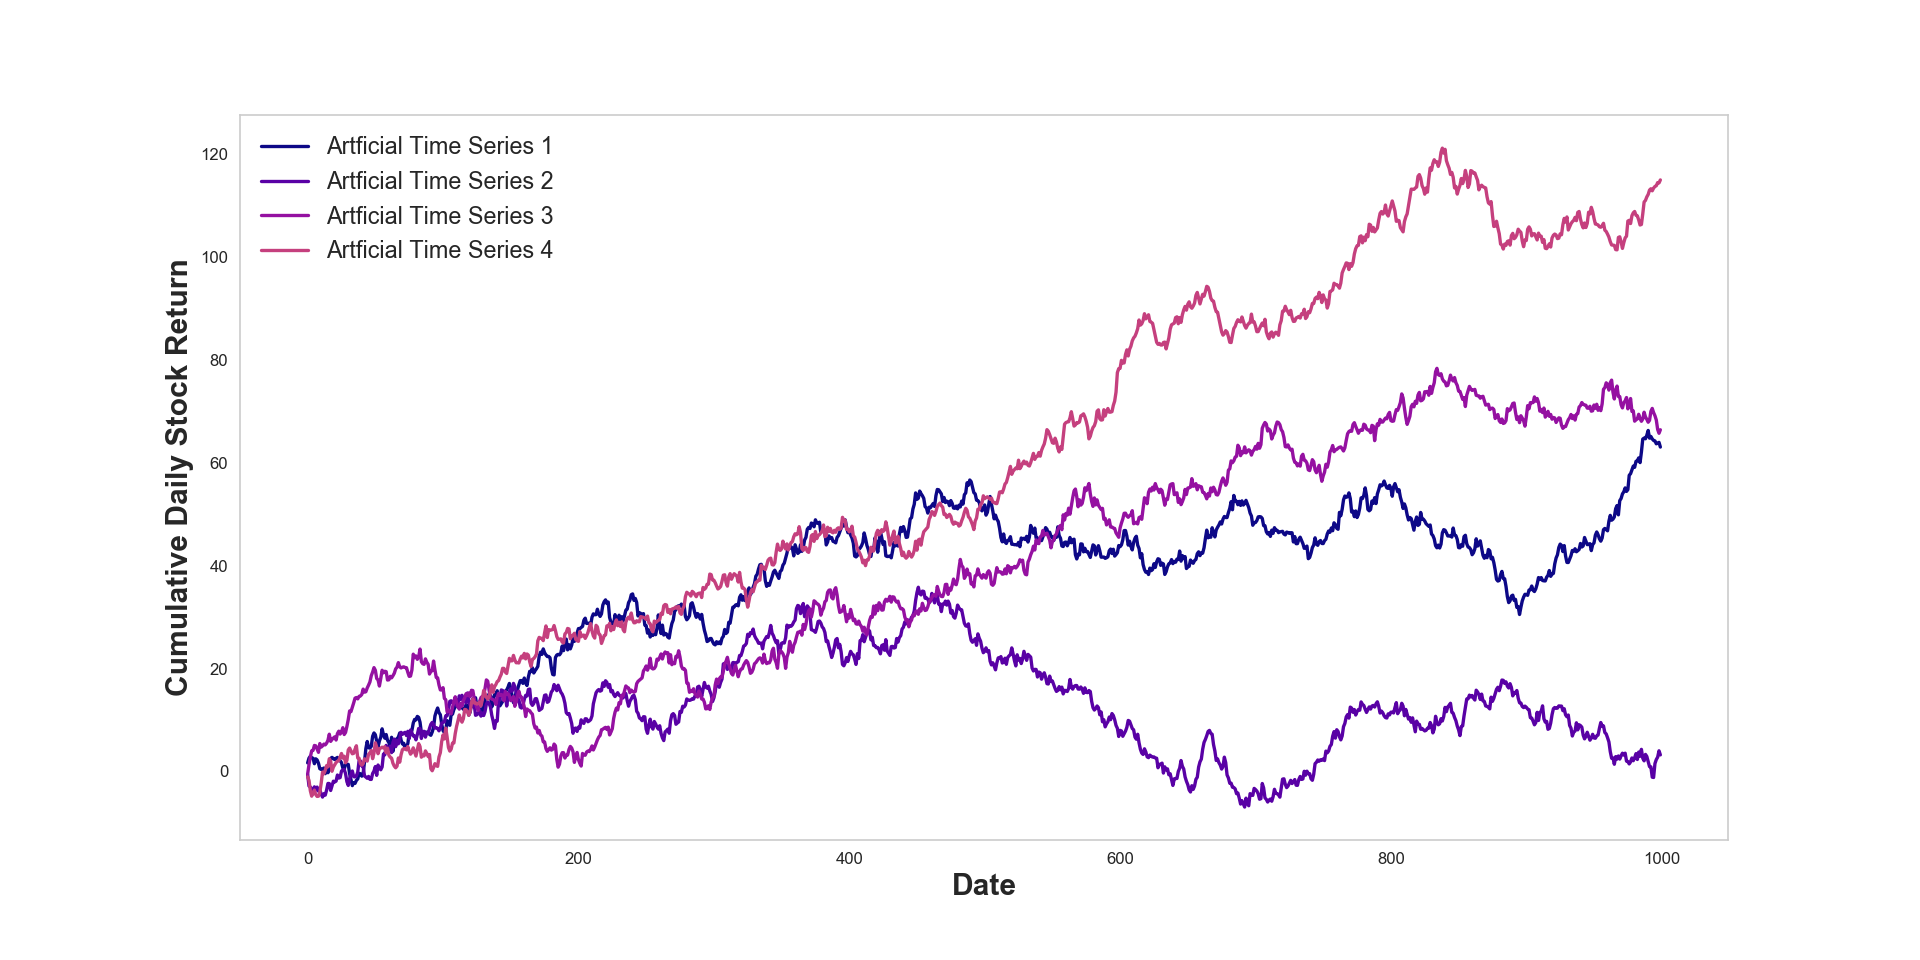 Artficial Time Series 1
Artficial Time Series 2
Artficial Time Series 3
Artficial Time Series 4
120
100
80
60
40
20
0
Cumulative Daily Stock Return
0 200 400 600 800 1000
Date